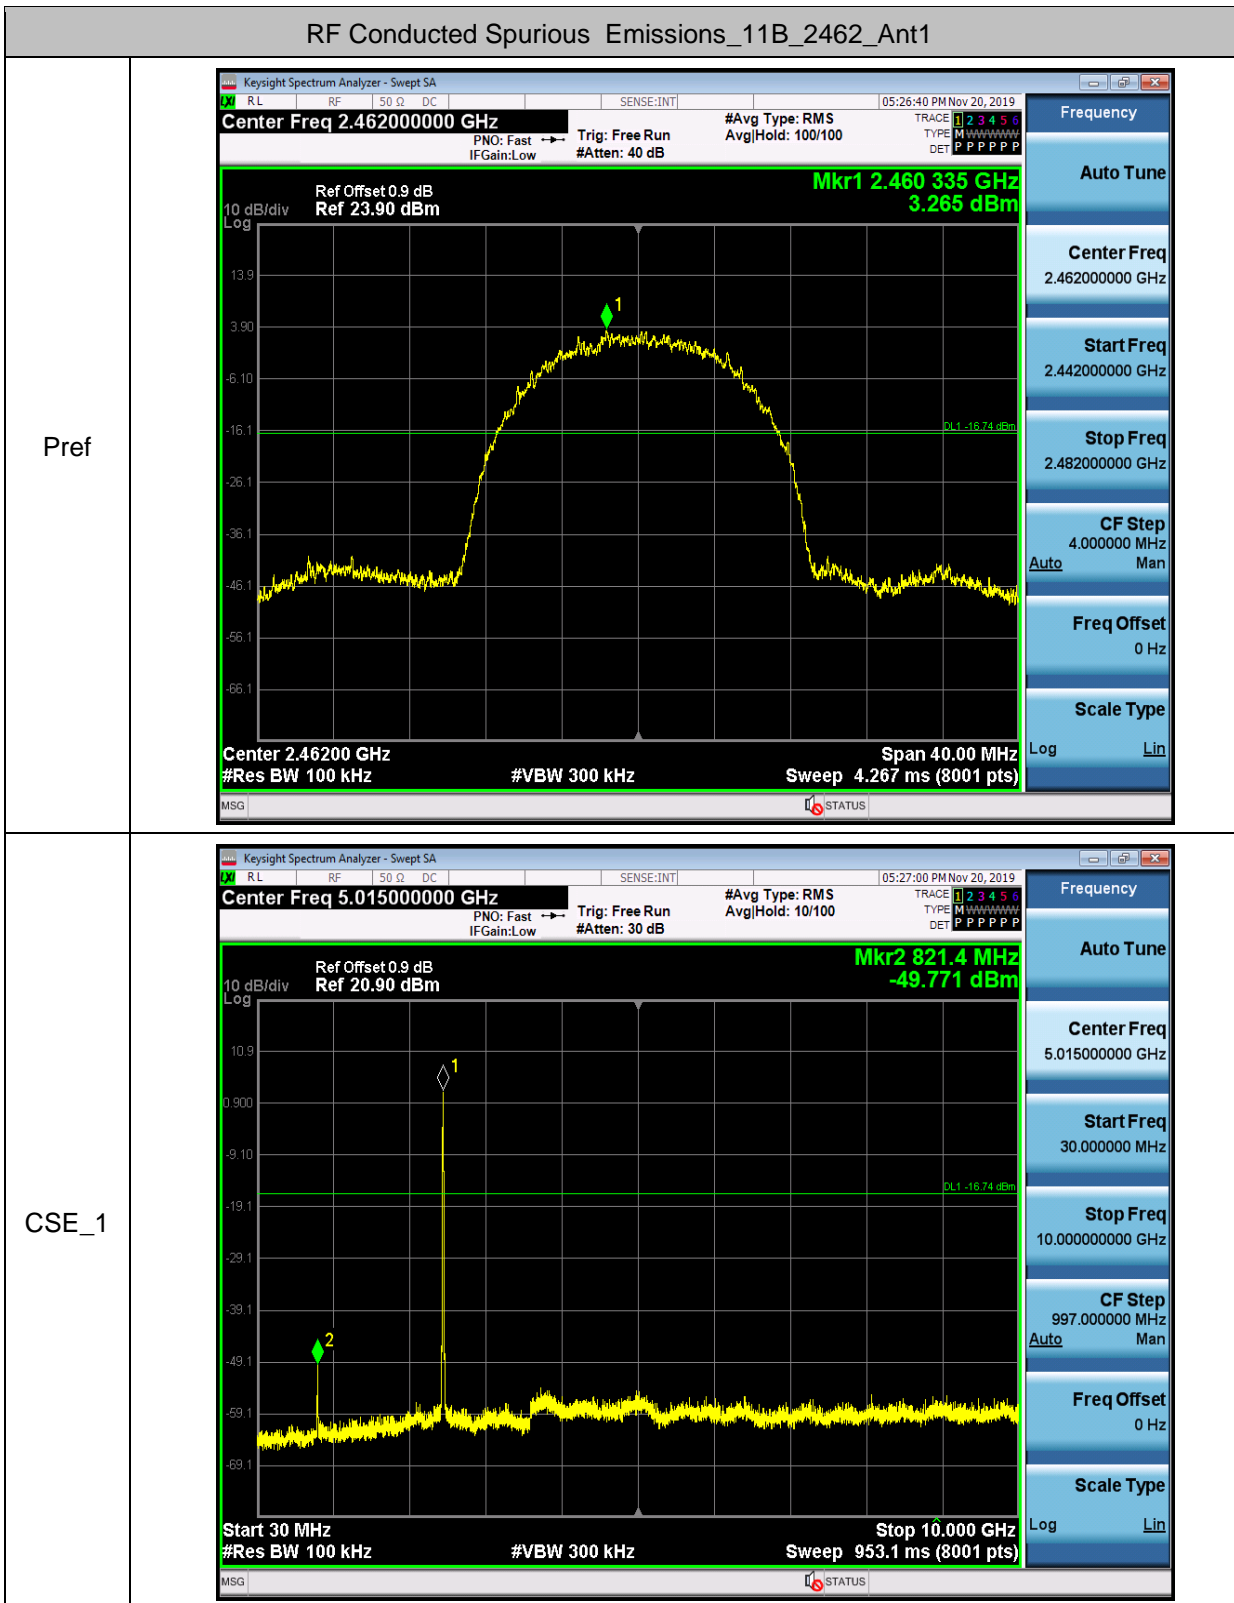 RF Conducted Spurious Emissions_11B_2462_Ant1
Pref
Keysight Spectrum Analyzer - Swept SA
LXI RL RF 50 Ω DC SENSE:INT 05:26:40 PM Nov 20, 2019
Center Freq 2.462000000 GHz
PNO: Fast
IFGain:Low
Trig: Free Run
#Atten: 40 dB
#Avg Type: RMS
Avg|Hold: 100/100
TRACE 1 2 3 4 5 6
TYPE M WWWWW
DET P P P P P P
Ref Offset 0.9 dB
10 dB/div Ref 23.90 dBm
Log
Mkr1 2.460 335 GHz
3.265 dBm
13.9
3.90
-6.10
-16.1
-26.1
-36.1
-46.1
-56.1
-66.1
1
DL1 -16.74 dBm
Center 2.46200 GHz Span 40.00 MHz
#Res BW 100 kHz #VBW 300 kHz Sweep 4.267 ms (8001 pts)
MSG STATUS
Frequency
Auto Tune
Center Freq
2.462000000 GHz
Start Freq
2.442000000 GHz
Stop Freq
2.482000000 GHz
CF Step
4.000000 MHz
Auto Man
Freq Offset
0 Hz
Scale Type
Log Lin
CSE_1
Keysight Spectrum Analyzer - Swept SA
LXI RL RF 50 Ω DC SENSE:INT 05:27:00 PM Nov 20, 2019
Center Freq 5.015000000 GHz
PNO: Fast
IFGain:Low
Trig: Free Run
#Atten: 30 dB
#Avg Type: RMS
Avg|Hold: 10/100
TRACE 1 2 3 4 5 6
TYPE M WWWWW
DET P P P P P P
Ref Offset 0.9 dB
10 dB/div Ref 20.90 dBm
Log
Mkr2 821.4 MHz
-49.771 dBm
10.9
0.900
-9.10
-19.1
-29.1
-39.1
-49.1
-59.1
-69.1
1
2
DL1 -16.74 dBm
Start 30 MHz Stop 10.000 GHz
#Res BW 100 kHz #VBW 300 kHz Sweep 953.1 ms (8001 pts)
MSG STATUS
Frequency
Auto Tune
Center Freq
5.015000000 GHz
Start Freq
30.000000 MHz
Stop Freq
10.000000000 GHz
CF Step
997.000000 MHz
Auto Man
Freq Offset
0 Hz
Scale Type
Log Lin